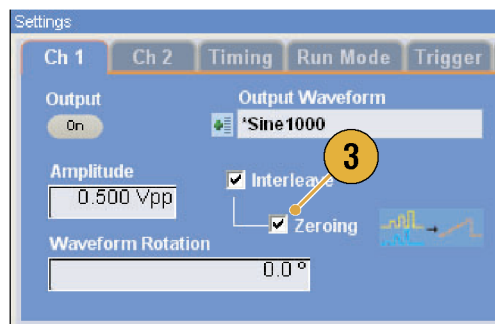 Settings
Ch 1 Ch 2 Timing Run Mode Trigger
Output Output Waveform
On *Sine1000
3
Amplitude Interleave
0.500 Vpp
Zeroing
Waveform Rotation
0.0 °